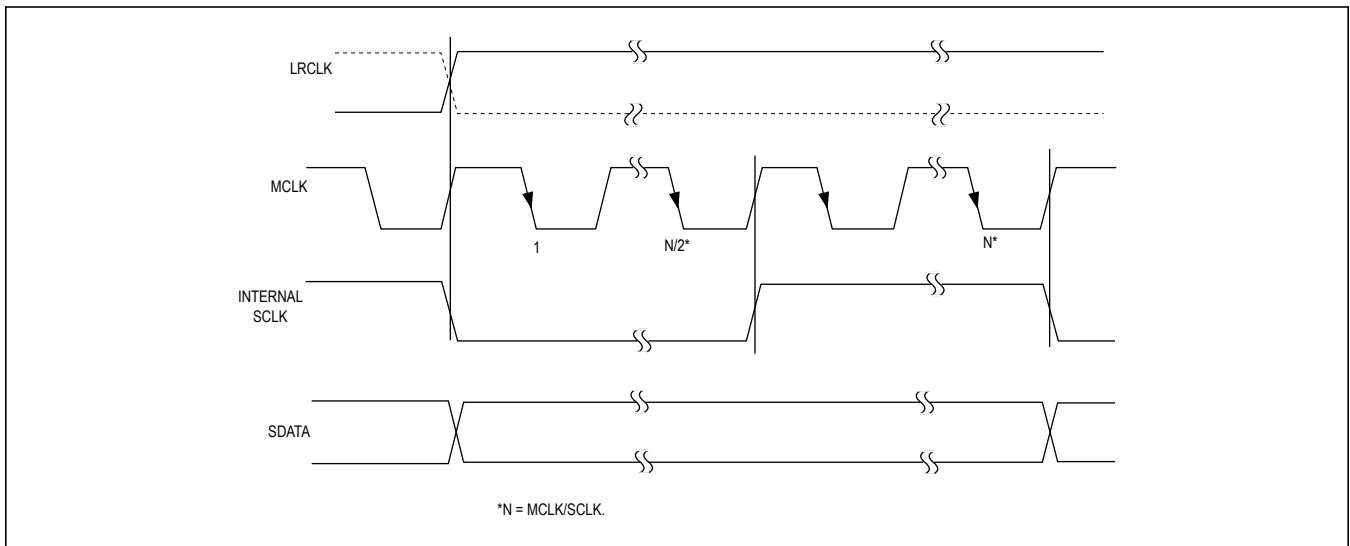 LRCLK
MCLK
1
N/2*
N*
INTERNAL
SCLK
SDATA
*N = MCLK/SCLK.